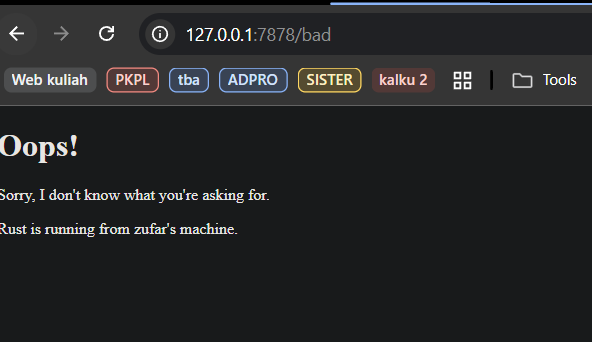 127.0.0.1:7878/bad
Web kuliah PKPL tba ADPRO SISTER kalku 2 Tools
Oops!
Sorry, I don't know what you're asking for.
Rust is running from zufar's machine.